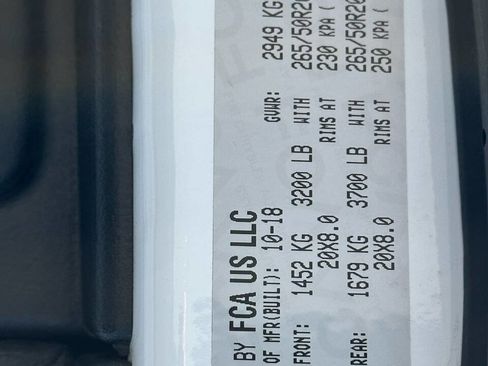 BY FCA US LLC
OF MFR(BUILT): 10-18 GVWR: 2949 KG
FRONT: 1452 KG 3200 LB WITH 265/50R20
20X8.0 RIMS AT 230 KPA (
REAR: 1679 KG 3700 LB WITH 265/50R20
20X8.0 RIMS AT 250 KPA (